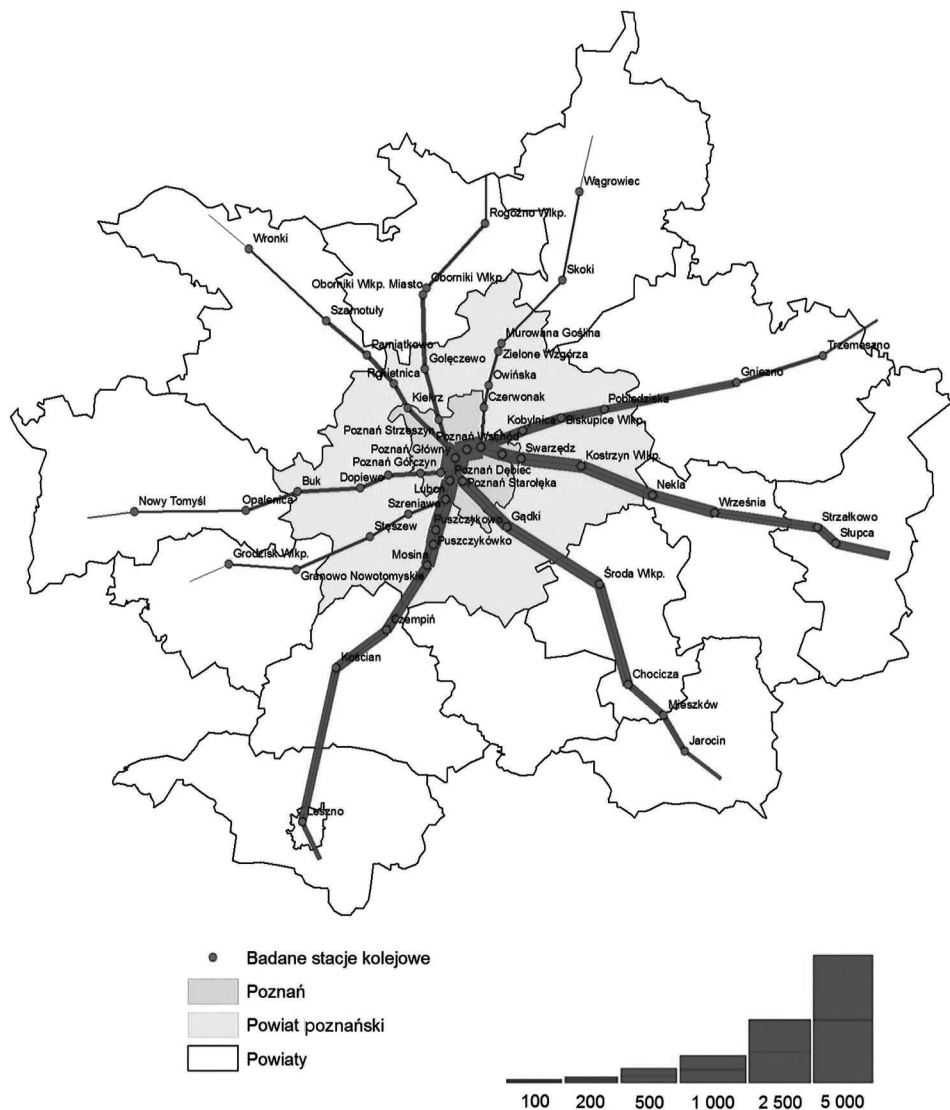 Wągrowiec
Rogoźno Wlkp.
Wronki
Skoki
Oborniki Wlkp.
Oborniki Wlkp. Miasto
Szamotuły
Murowana Goślina
Pamiątkowo
Zielone Wzgórza
Trzemeszno
Golęczewo
Rokietnica
Owińska
Gniezno
Kiekrz
Czerwonak
Pobiedziska
Kobylnica
Biskupice Wlkp.
Poznań Strzeszyn
Poznań Wschód
Poznań Główny
Swarzędz
Kostrzyn Wlkp.
Poznań Górczyn
Poznań Dębiec
Dopiewo
Poznań Starołęka
Buk
Luboń
Nekla
Nowy Tomyśl
Opalenica
Szreniawa
Września
Stęszew
Puszczykowo
Gądki
Strzałkowo
Słupca
Puszczykówko
Grodzisk Wlkp.
Mosina
Granowo Nowotomyskie
Środa Wlkp.
Czempiń
Kościan
Chocicza
Mieszków
Jarocin
Leszno
Badane stacje kolejowe
Poznań
Powiat poznański
Powiaty
100 200 500 1 000 2 500 5 000